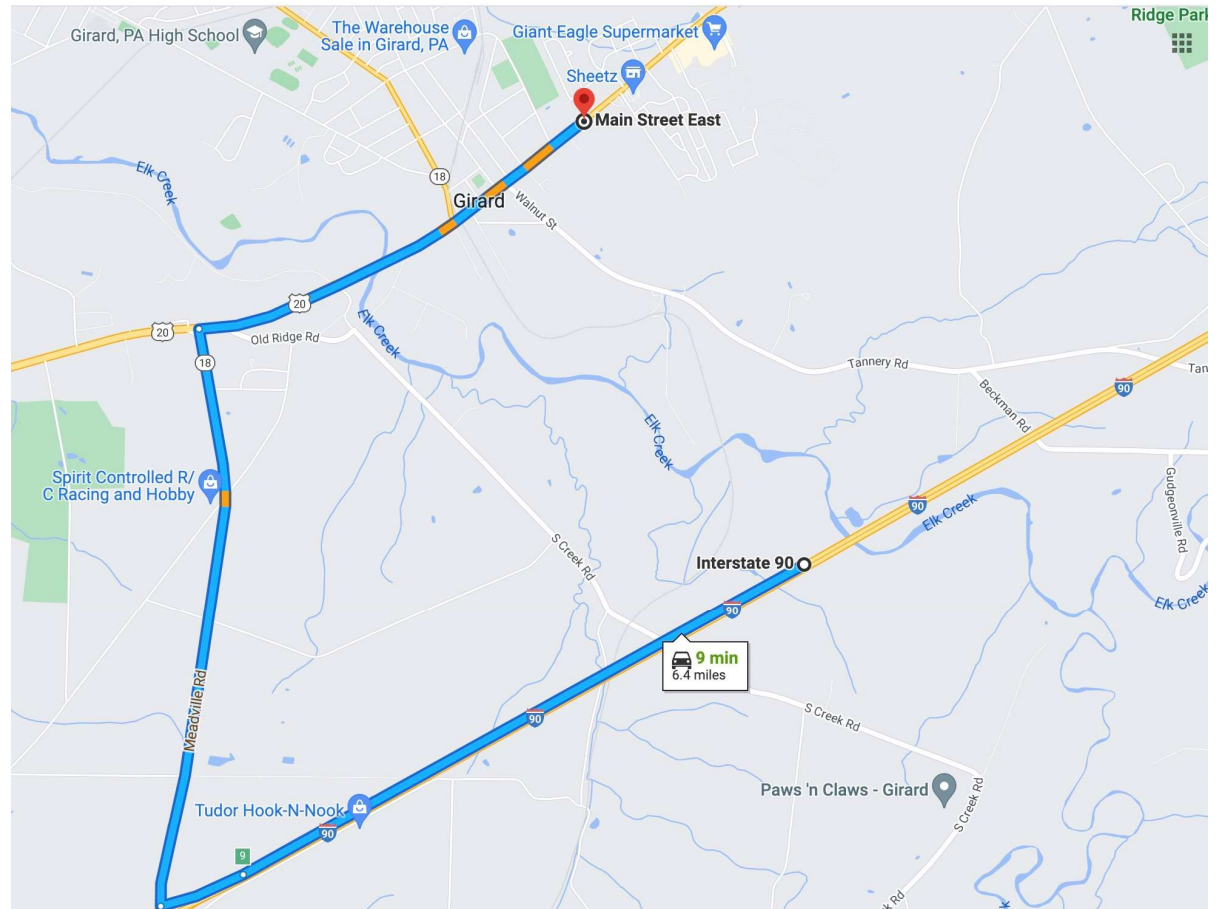 Ridge Park
Girard, PA High School
The Warehouse
Sale in Girard, PA
Giant Eagle Supermarket
Sheetz
Main Street East
Elk Creek
18
Girard
Walnut St
20
20
Old Ridge Rd
Elk Creek
18
Tannery Rd
Tan
90
Beckman Rd
Elk Creek
Spirit Controlled R/
C Racing and Hobby
Gudgeonville Rd
90
Elk Creek
S Creek Rd
Interstate 90
Elk Creek
90
9 min
6.4 miles
Meadville Rd
90
S Creek Rd
Paws 'n Claws - Girard
S Creek Rd
Tudor Hook-N-Nook
90
9
k Rd